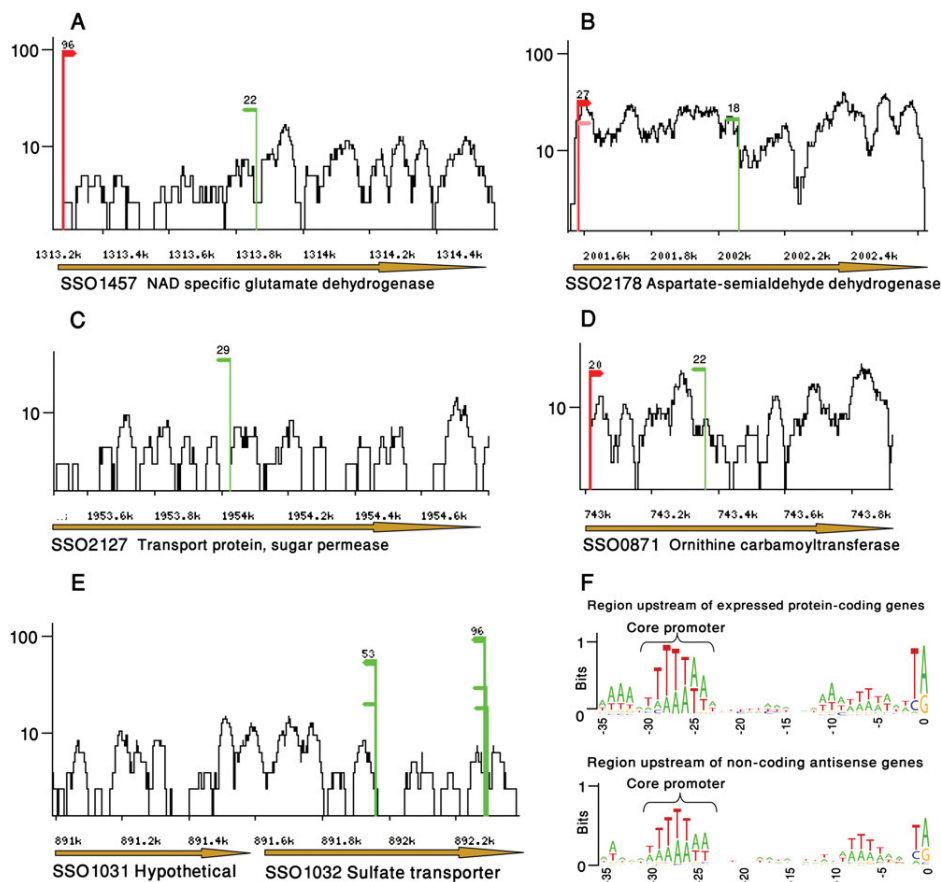 A
100
10
96
22
1313.2k 1313.4k 1313.6k 1313.8k 1314k 1314.2k 1314.4k
SSO1457 NAD specific glutamate dehydrogenase
B
100
10
27
18
2001.6k 2001.8k 2002k 2002.2k 2002.4k
SSO2178 Aspartate-semialdehyde dehydrogenase
C
10
29
1953.6k 1953.8k 1954k 1954.2k 1954.4k 1954.6k
SSO2127 Transport protein, sugar permease
D
10
20
22
743k 743.2k 743.4k 743.6k 743.8k
SSO0871 Ornithine carbamoyltransferase
E
100
10
53
96
891k 891.2k 891.4k 891.6k 891.8k 892k 892.2k
SSO1031 Hypothetical SSO1032 Sulfate transporter
F
Region upstream of expressed protein-coding genes
Core promoter
Bits
1
0
-35 -30 -25 -20 -15 -10 -5 0
Region upstream of non-coding antisense genes
Core promoter
Bits
1
0
-35 -30 -25 -20 -15 -10 -5 0